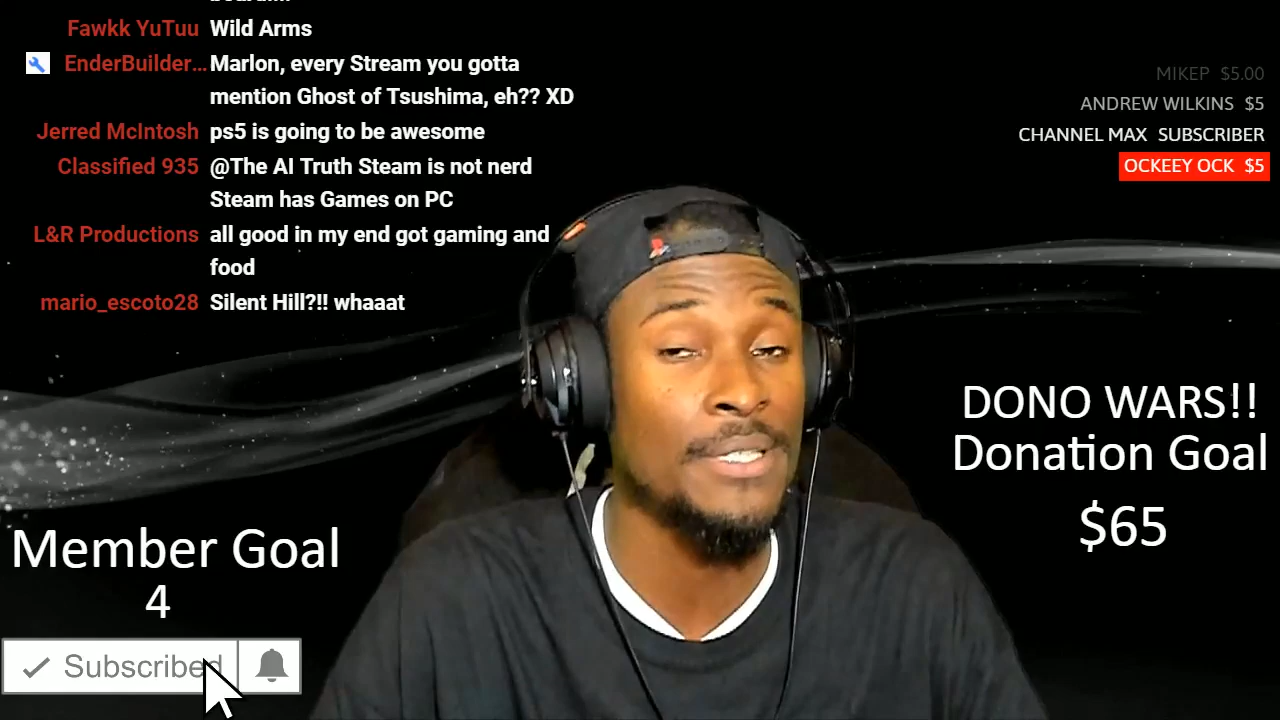 Fawkk YuTuu Wild Arms
EnderBuilder... Marlon, every Stream you gotta
mention Ghost of Tsushima, eh?? XD
Jerred McIntosh ps5 is going to be awesome
Classified 935 @The AI Truth Steam is not nerd
Steam has Games on PC
L&R Productions all good in my end got gaming and
food
mario_escoto28 Silent Hill?!! whaaat
MIKEP $5.00
ANDREW WILKINS $5
CHANNEL MAX SUBSCRIBER
OCKEEY OCK $5
DONO WARS!!
Donation Goal
$65
Member Goal
4
Subscribed